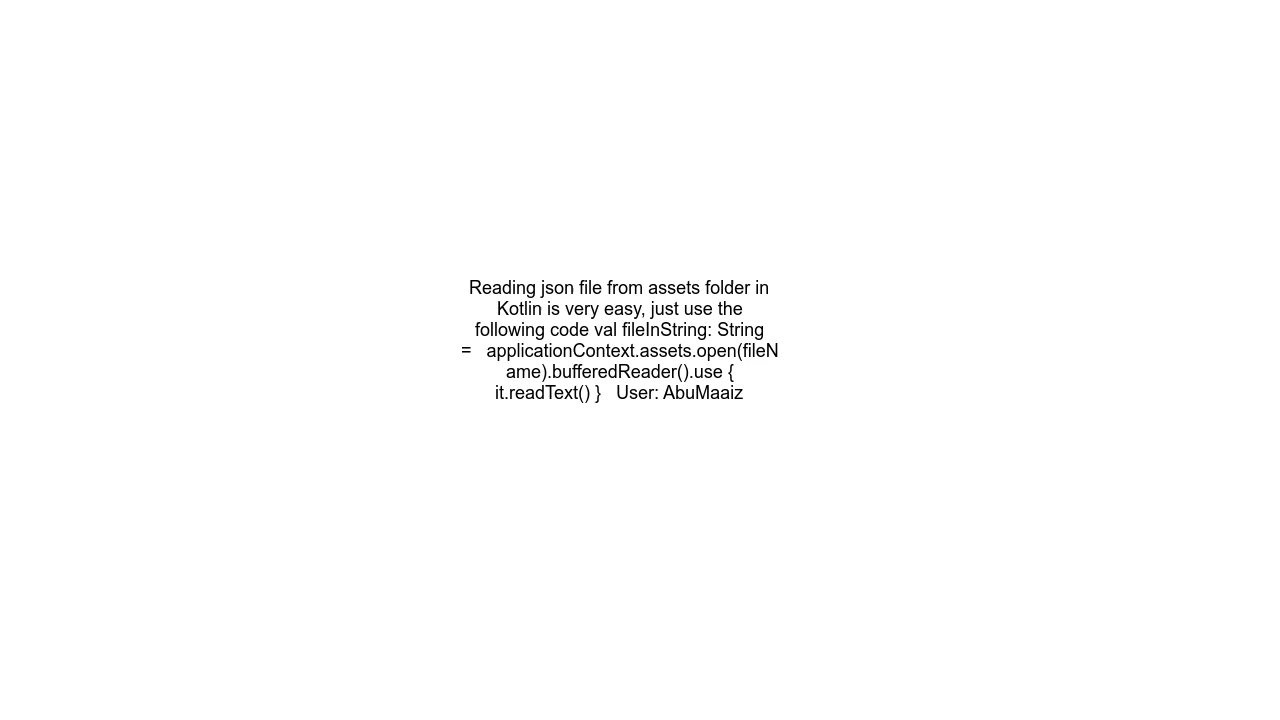 Reading json file from assets folder in
Kotlin is very easy, just use the
following code val fileInString: String
=   applicationContext.assets.open(fileN
ame).bufferedReader().use {
it.readText() }   User: AbuMaaiz